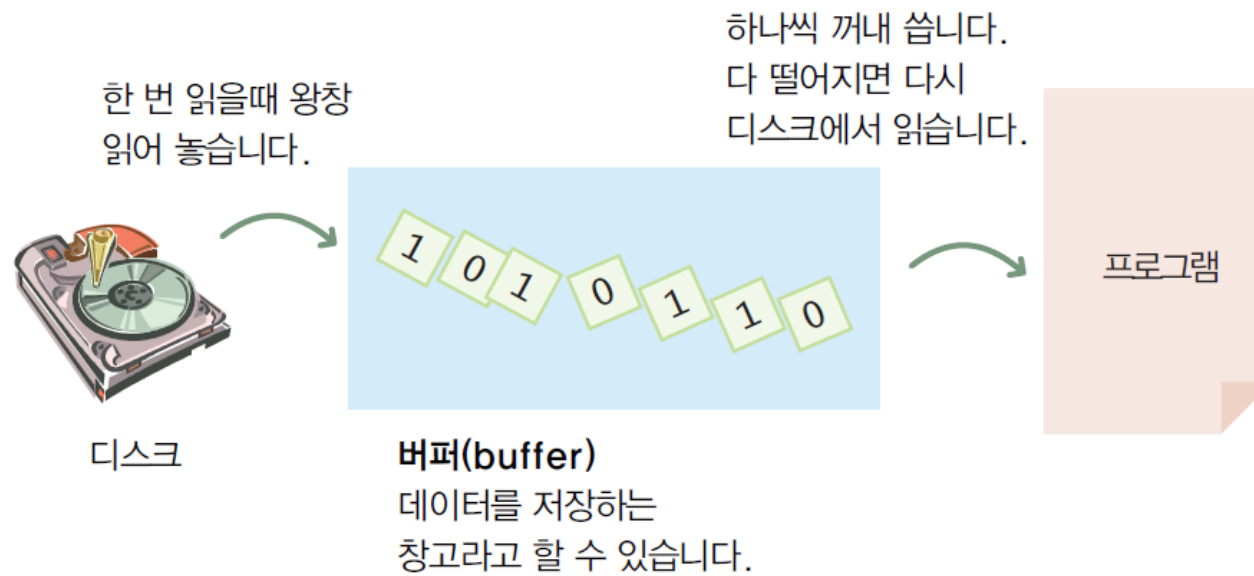 한 번 읽을때 왕창
읽어 놓습니다.
하나씩 꺼내 씁니다.
다 떨어지면 다시
디스크에서 읽습니다.
1 0 1 0 1 1 0
프로그램
디스크
버퍼(buffer)
데이터를 저장하는
창고라고 할 수 있습니다.